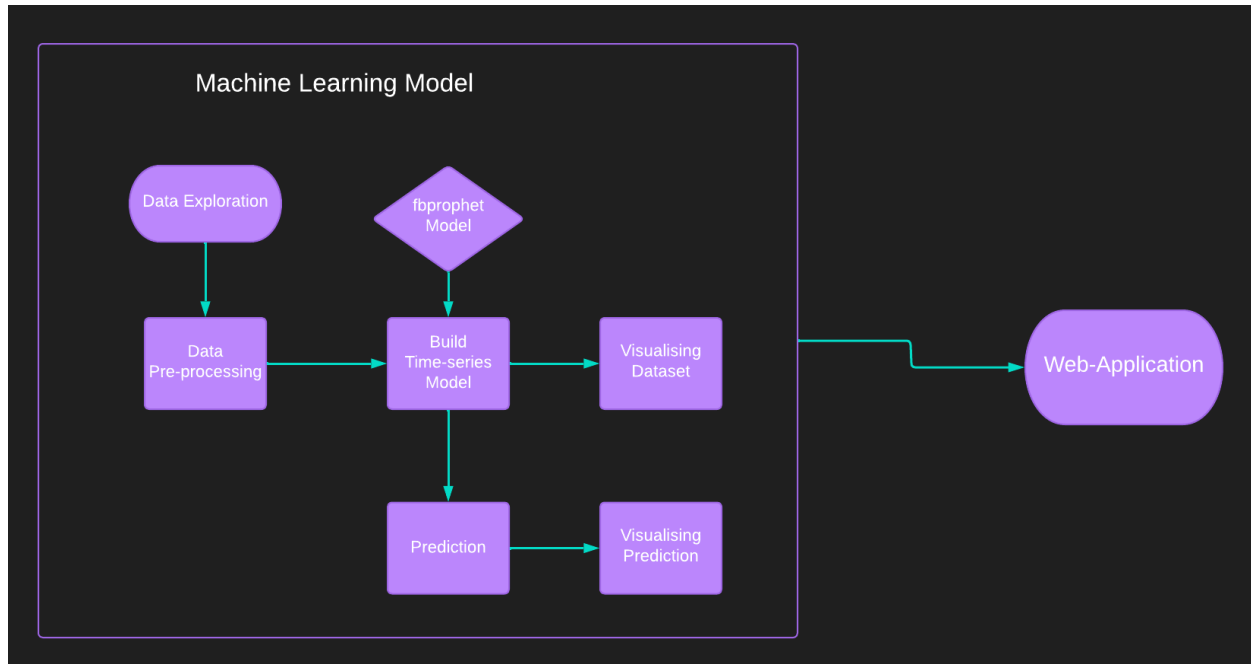 Machine Learning Model
Data Exploration
fbprophet
Model
Data
Pre-processing
Build
Time-series
Model
Visualising
Dataset
Web-Application
Prediction
Visualising
Prediction